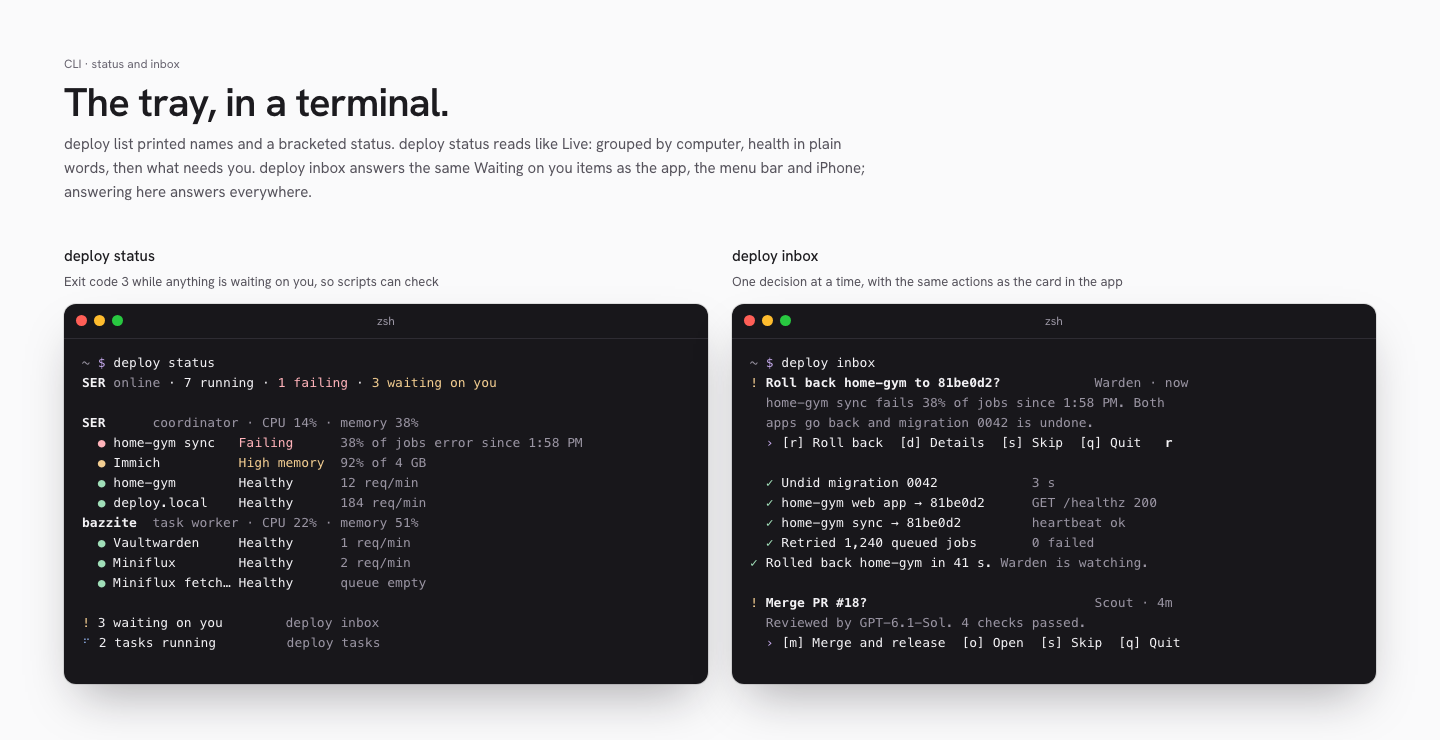 CLI · status and inbox
The tray, in a terminal.
deploy list printed names and a bracketed status. deploy status reads like Live: grouped by computer, health in plain
words, then what needs you. deploy inbox answers the same Waiting on you items as the app, the menu bar and iPhone;
answering here answers everywhere.
deploy status
Exit code 3 while anything is waiting on you, so scripts can check
zsh
~ $ deploy status
SER online · 7 running · 1 failing · 3 waiting on you
SER coordinator · CPU 14% · memory 38%
● home-gym sync Failing 38% of jobs error since 1:58 PM
● Immich High memory 92% of 4 GB
● home-gym Healthy 12 req/min
● deploy.local Healthy 184 req/min
bazzite task worker · CPU 22% · memory 51%
● Vaultwarden Healthy 1 req/min
● Miniflux Healthy 2 req/min
● Miniflux fetch… Healthy queue empty
! 3 waiting on you deploy inbox
⠋ 2 tasks running deploy tasks
deploy inbox
One decision at a time, with the same actions as the card in the app
zsh
~ $ deploy inbox
! Roll back home-gym to 81be0d2? Warden · now
home-gym sync fails 38% of jobs since 1:58 PM. Both
apps go back and migration 0042 is undone.
› [r] Roll back [d] Details [s] Skip [q] Quit r
✓ Undid migration 0042 3 s
✓ home-gym web app → 81be0d2 GET /healthz 200
✓ home-gym sync → 81be0d2 heartbeat ok
✓ Retried 1,240 queued jobs 0 failed
✓ Rolled back home-gym in 41 s. Warden is watching.
! Merge PR #18? Scout · 4m
Reviewed by GPT-6.1-Sol. 4 checks passed.
› [m] Merge and release [o] Open [s] Skip [q] Quit